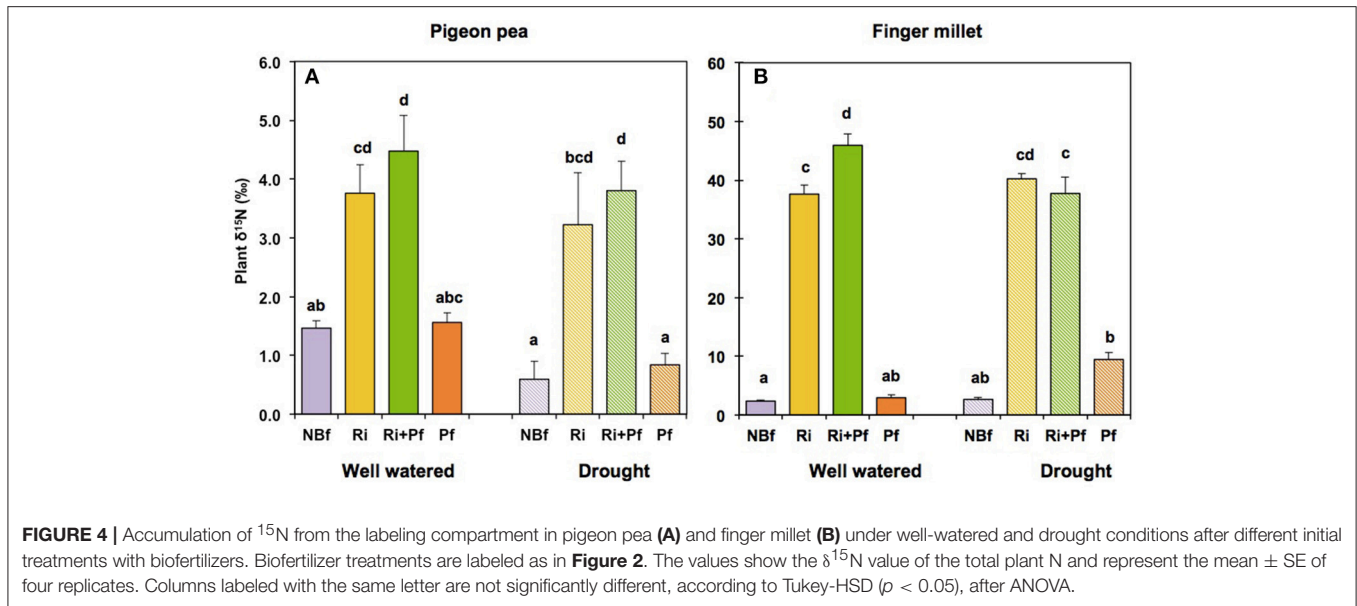 Pigeon pea
Finger millet
6.0
5.0
4.0
3.0
2.0
1.0
0.0
Plant δ¹⁵N (‰)
A
ab
cd
d
abc
a
bcd
d
a
NBf Ri Ri+Pf Pf NBf Ri Ri+Pf Pf
Well watered Drought
60
50
40
30
20
10
0
B
a
c
d
ab
ab
cd
c
b
NBf Ri Ri+Pf Pf NBf Ri Ri+Pf Pf
Well watered Drought
FIGURE 4 | Accumulation of ¹⁵N from the labeling compartment in pigeon pea (A) and finger millet (B) under well-watered and drought conditions after different initial
treatments with biofertilizers. Biofertilizer treatments are labeled as in Figure 2. The values show the δ¹⁵N value of the total plant N and represent the mean ± SE of
four replicates. Columns labeled with the same letter are not significantly different, according to Tukey-HSD (p < 0.05), after ANOVA.